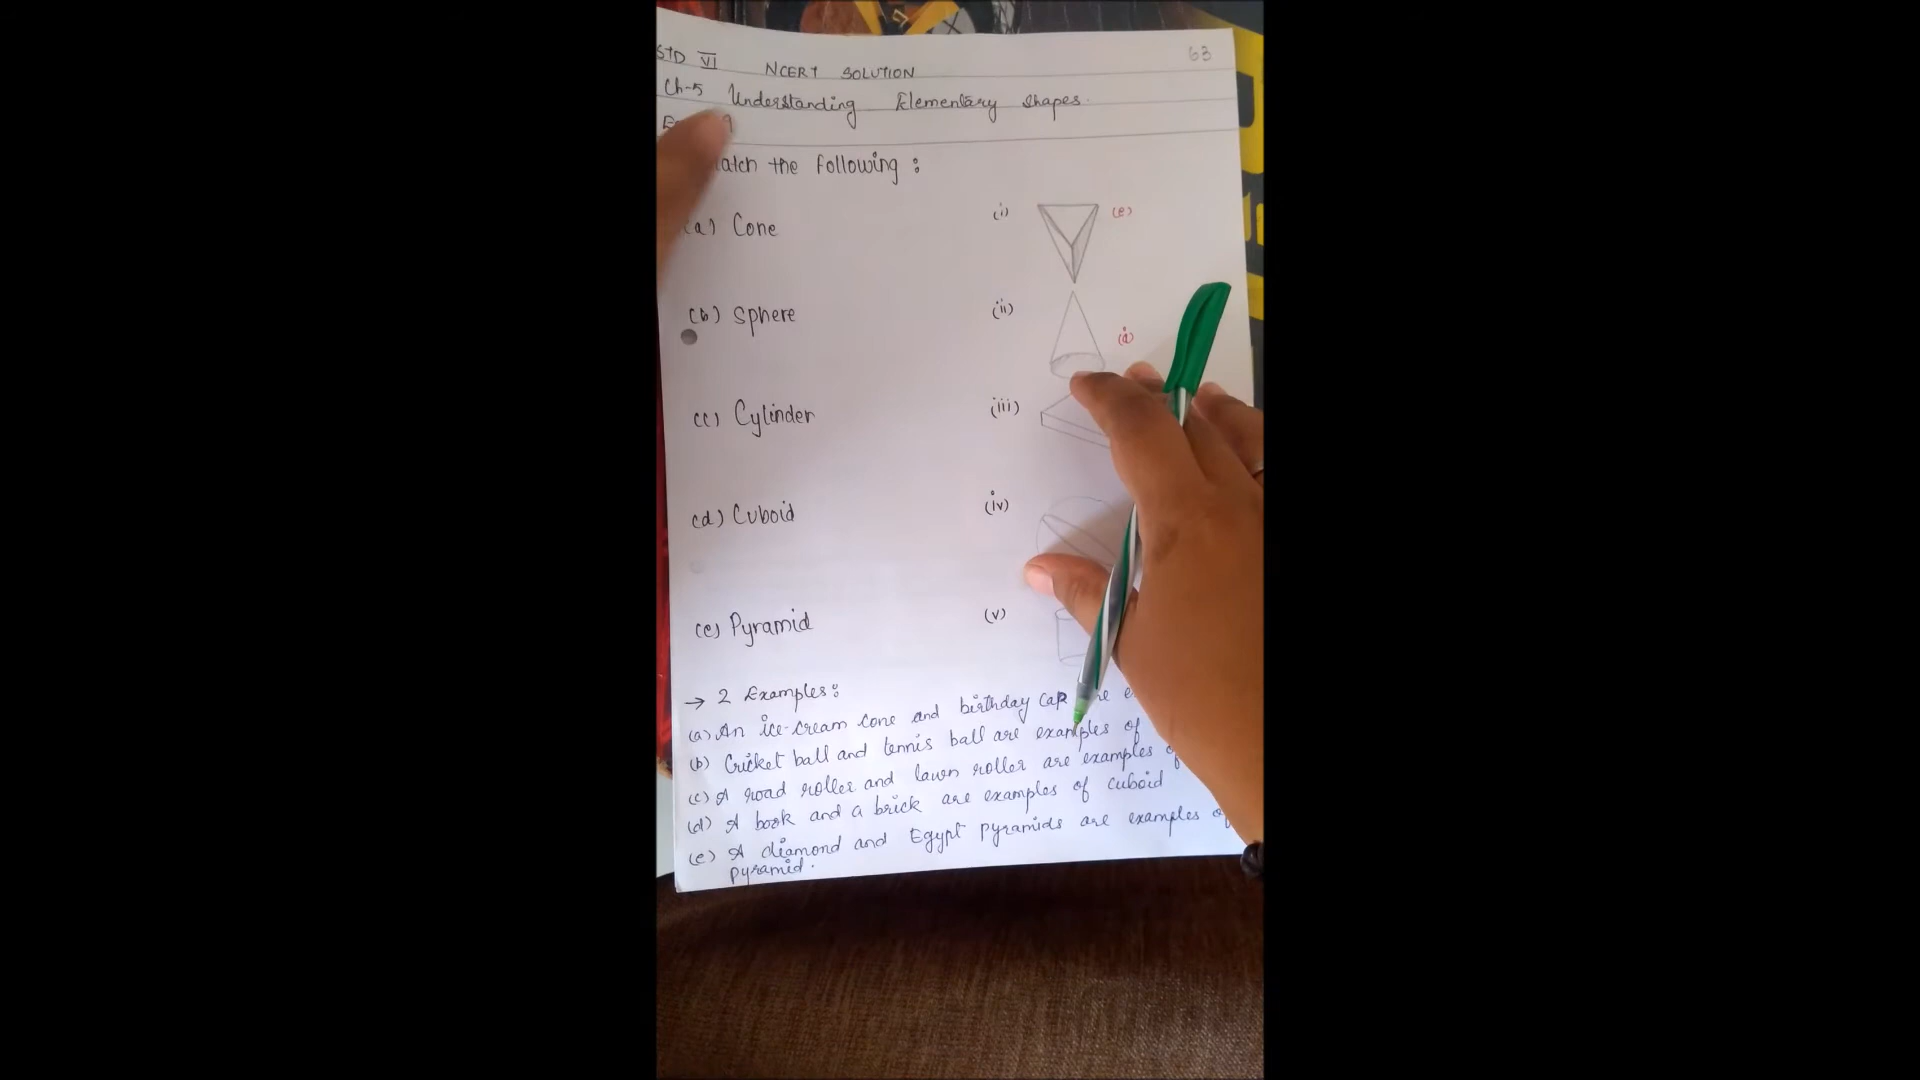 STD VI NCERT SOLUTION 63
Ch-5 Understanding Elementary Shapes.
9
atch the following :
(a) Cone (i) (e)
(b) Sphere (ii) (a)
(c) Cylinder (iii)
(d) Cuboid (iv)
(e) Pyramid (v)
→ 2 Examples:
(a) An ice-cream cone and birthday cap
(b) Cricket ball and tennis ball are examples of
(c) A road roller and lawn roller are examples
(d) A book and a brick are examples of cuboid
(e) A diamond and Egypt pyramids are examples of
pyramid.